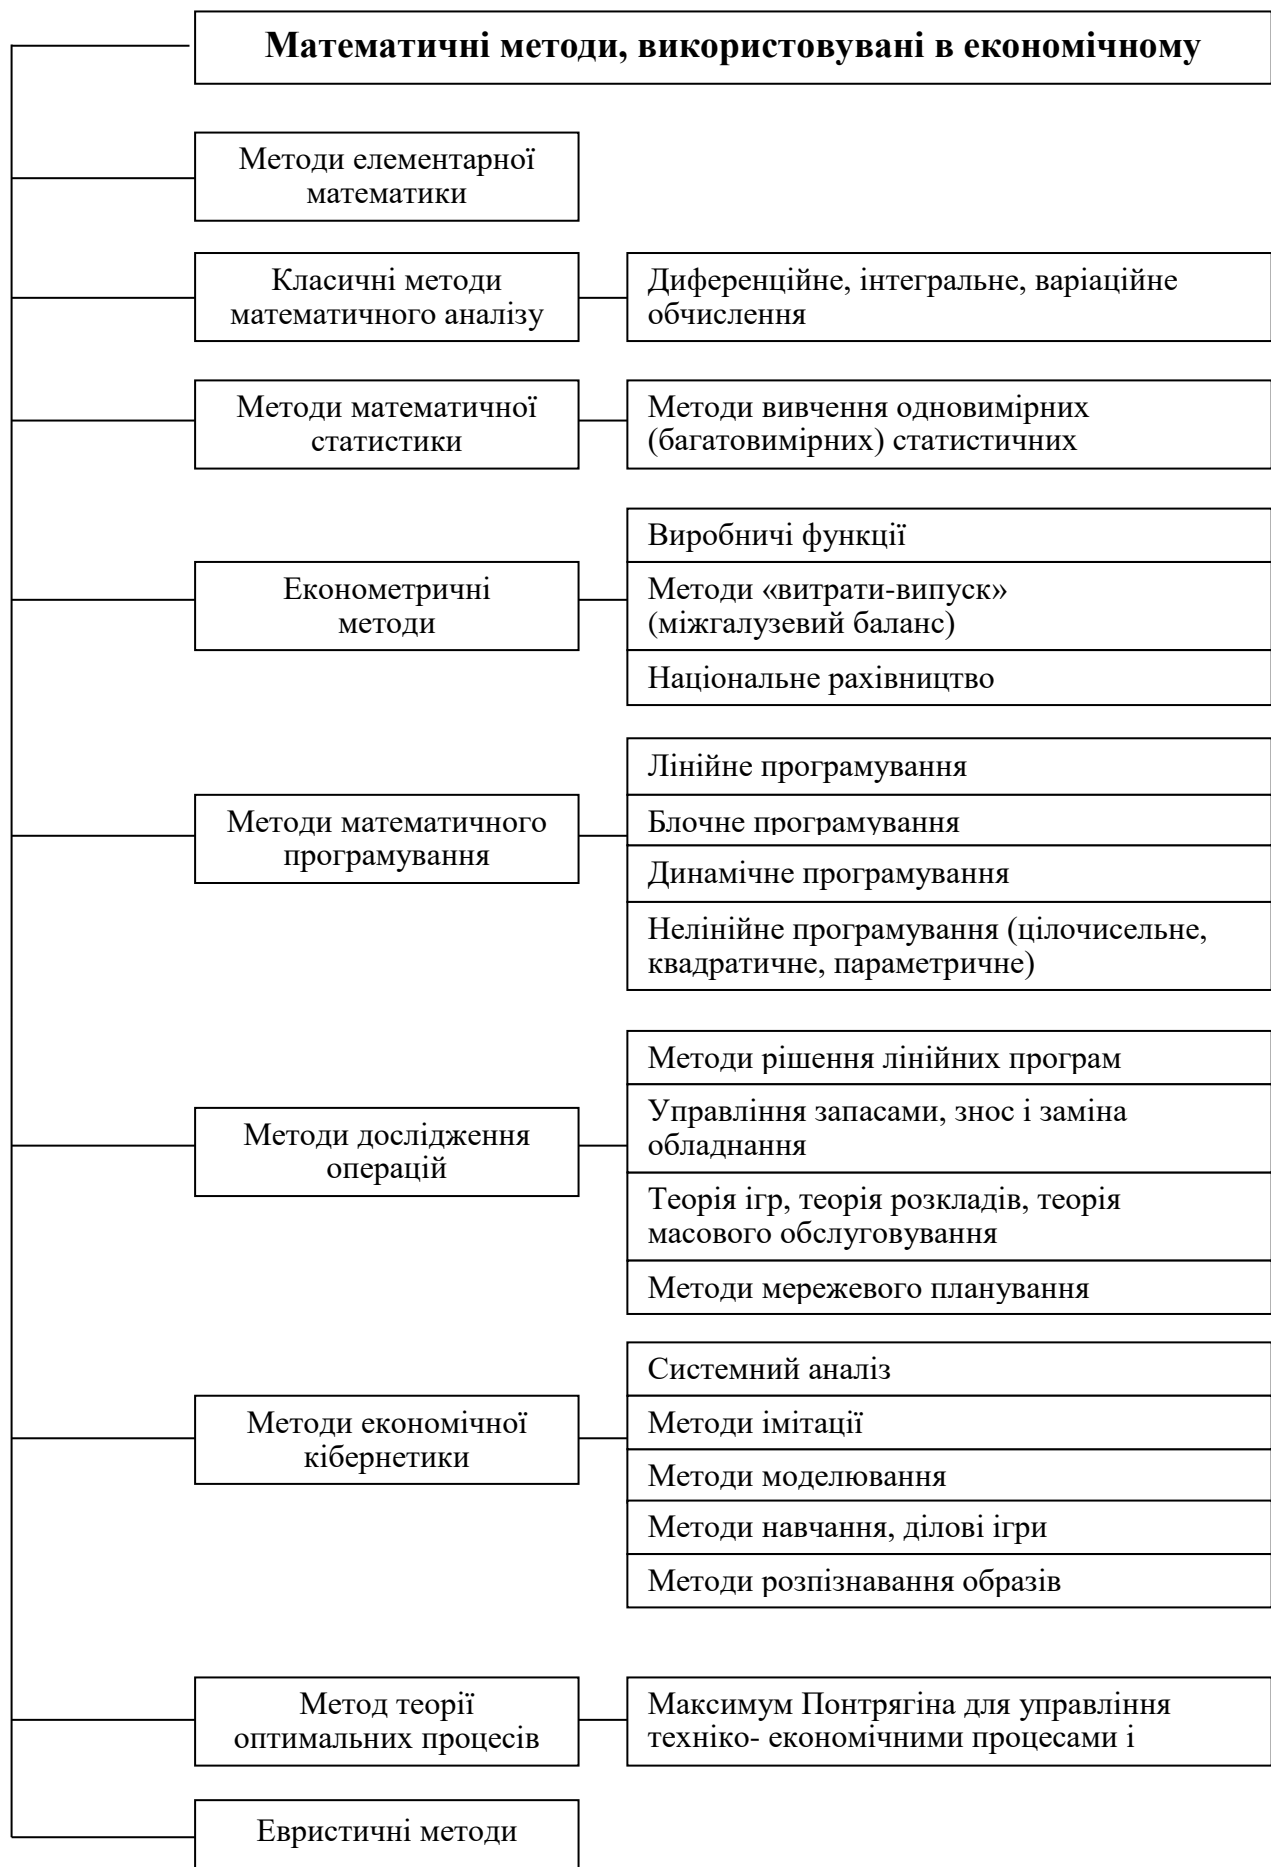 Математичні методи, використовувані в економічному
Методи елементарної
математики
Класичні методи
математичного аналізу
Диференційне, інтегральне, варіаційне
обчислення
Методи математичної
статистики
Методи вивчення одновимірних
(багатовимірних) статистичних
Економетричні
методи
Виробничі функції
Методи «витрати-випуск»
(міжгалузевий баланс)
Національне рахівництво
Методи математичного
програмування
Лінійне програмування
Блочне програмування
Динамічне програмування
Нелінійне програмування (цілочисельне,
квадратичне, параметричне)
Методи дослідження
операцій
Методи рішення лінійних програм
Управління запасами, знос і заміна
обладнання
Теорія ігр, теорія розкладів, теорія
масового обслуговування
Методи мережевого планування
Методи економічної
кібернетики
Системний аналіз
Методи імітації
Методи моделювання
Методи навчання, ділові ігри
Методи розпізнавання образів
Метод теорії
оптимальних процесів
Максимум Понтрягіна для управління
техніко- економічними процесами і
Евристичні методи